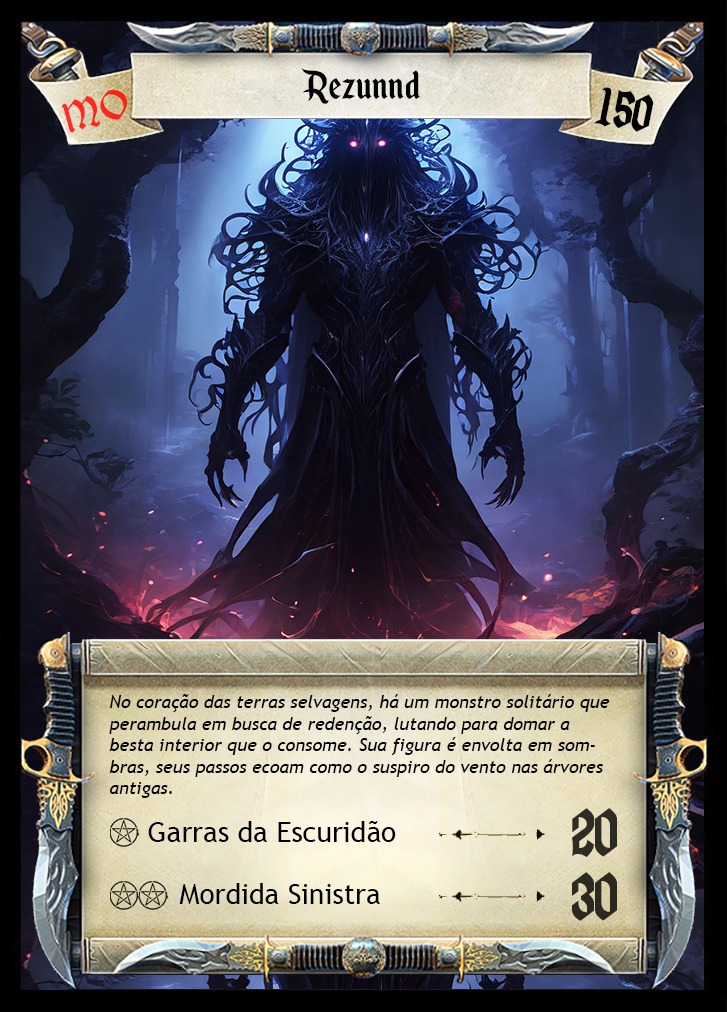 Rezunnd
MO
150
No coração das terras selvagens, há um monstro solitário que
perambula em busca de redenção, lutando para domar a
besta interior que o consome. Sua figura é envolta em som-
bras, seus passos ecoam como o suspiro do vento nas árvores
antigas.
Garras da Escuridão 20
Mordida Sinistra 30